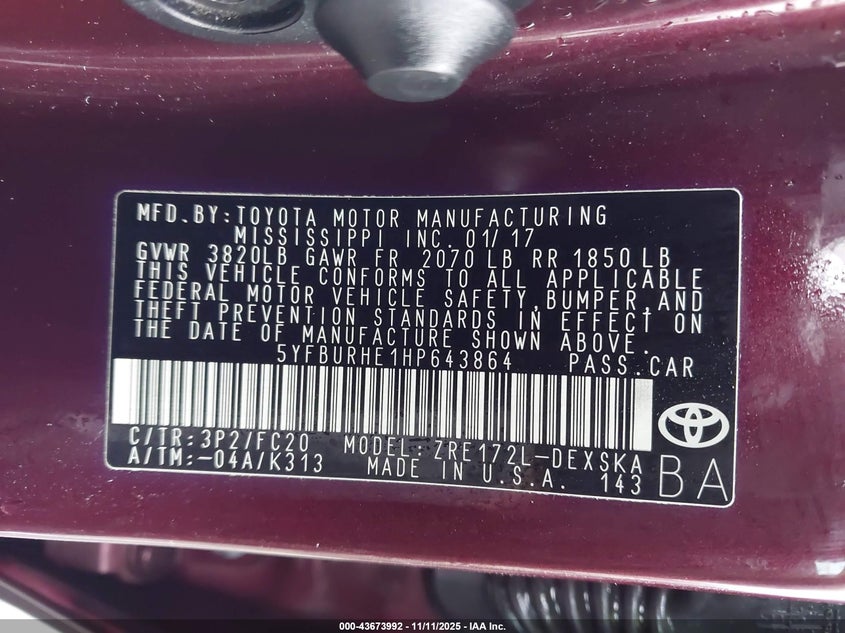 MFD.BY:TOYOTA MOTOR MANUFACTURING
MISSISSIPPI INC. 01/17
GVWR 3820LB GAWR FR 2070 LB RR 1850 LB
THIS VEHICLE CONFORMS TO ALL APPLICABLE
FEDERAL MOTOR VEHICLE SAFETY,BUMPER,AND
THEFT PREVENTION STANDARDS IN EFFECT ON
THE DATE OF MANUFACTURE SHOWN ABOVE.
5YFBURHE1HP643864 PASS.CAR
C/TR:3P2/FC20 MODEL:ZRE172L-DEXSKA
A/TM:-04A/K313 MADE IN U.S.A. 143 BA
000-43673992 - 11/11/2025 - IAA Inc.